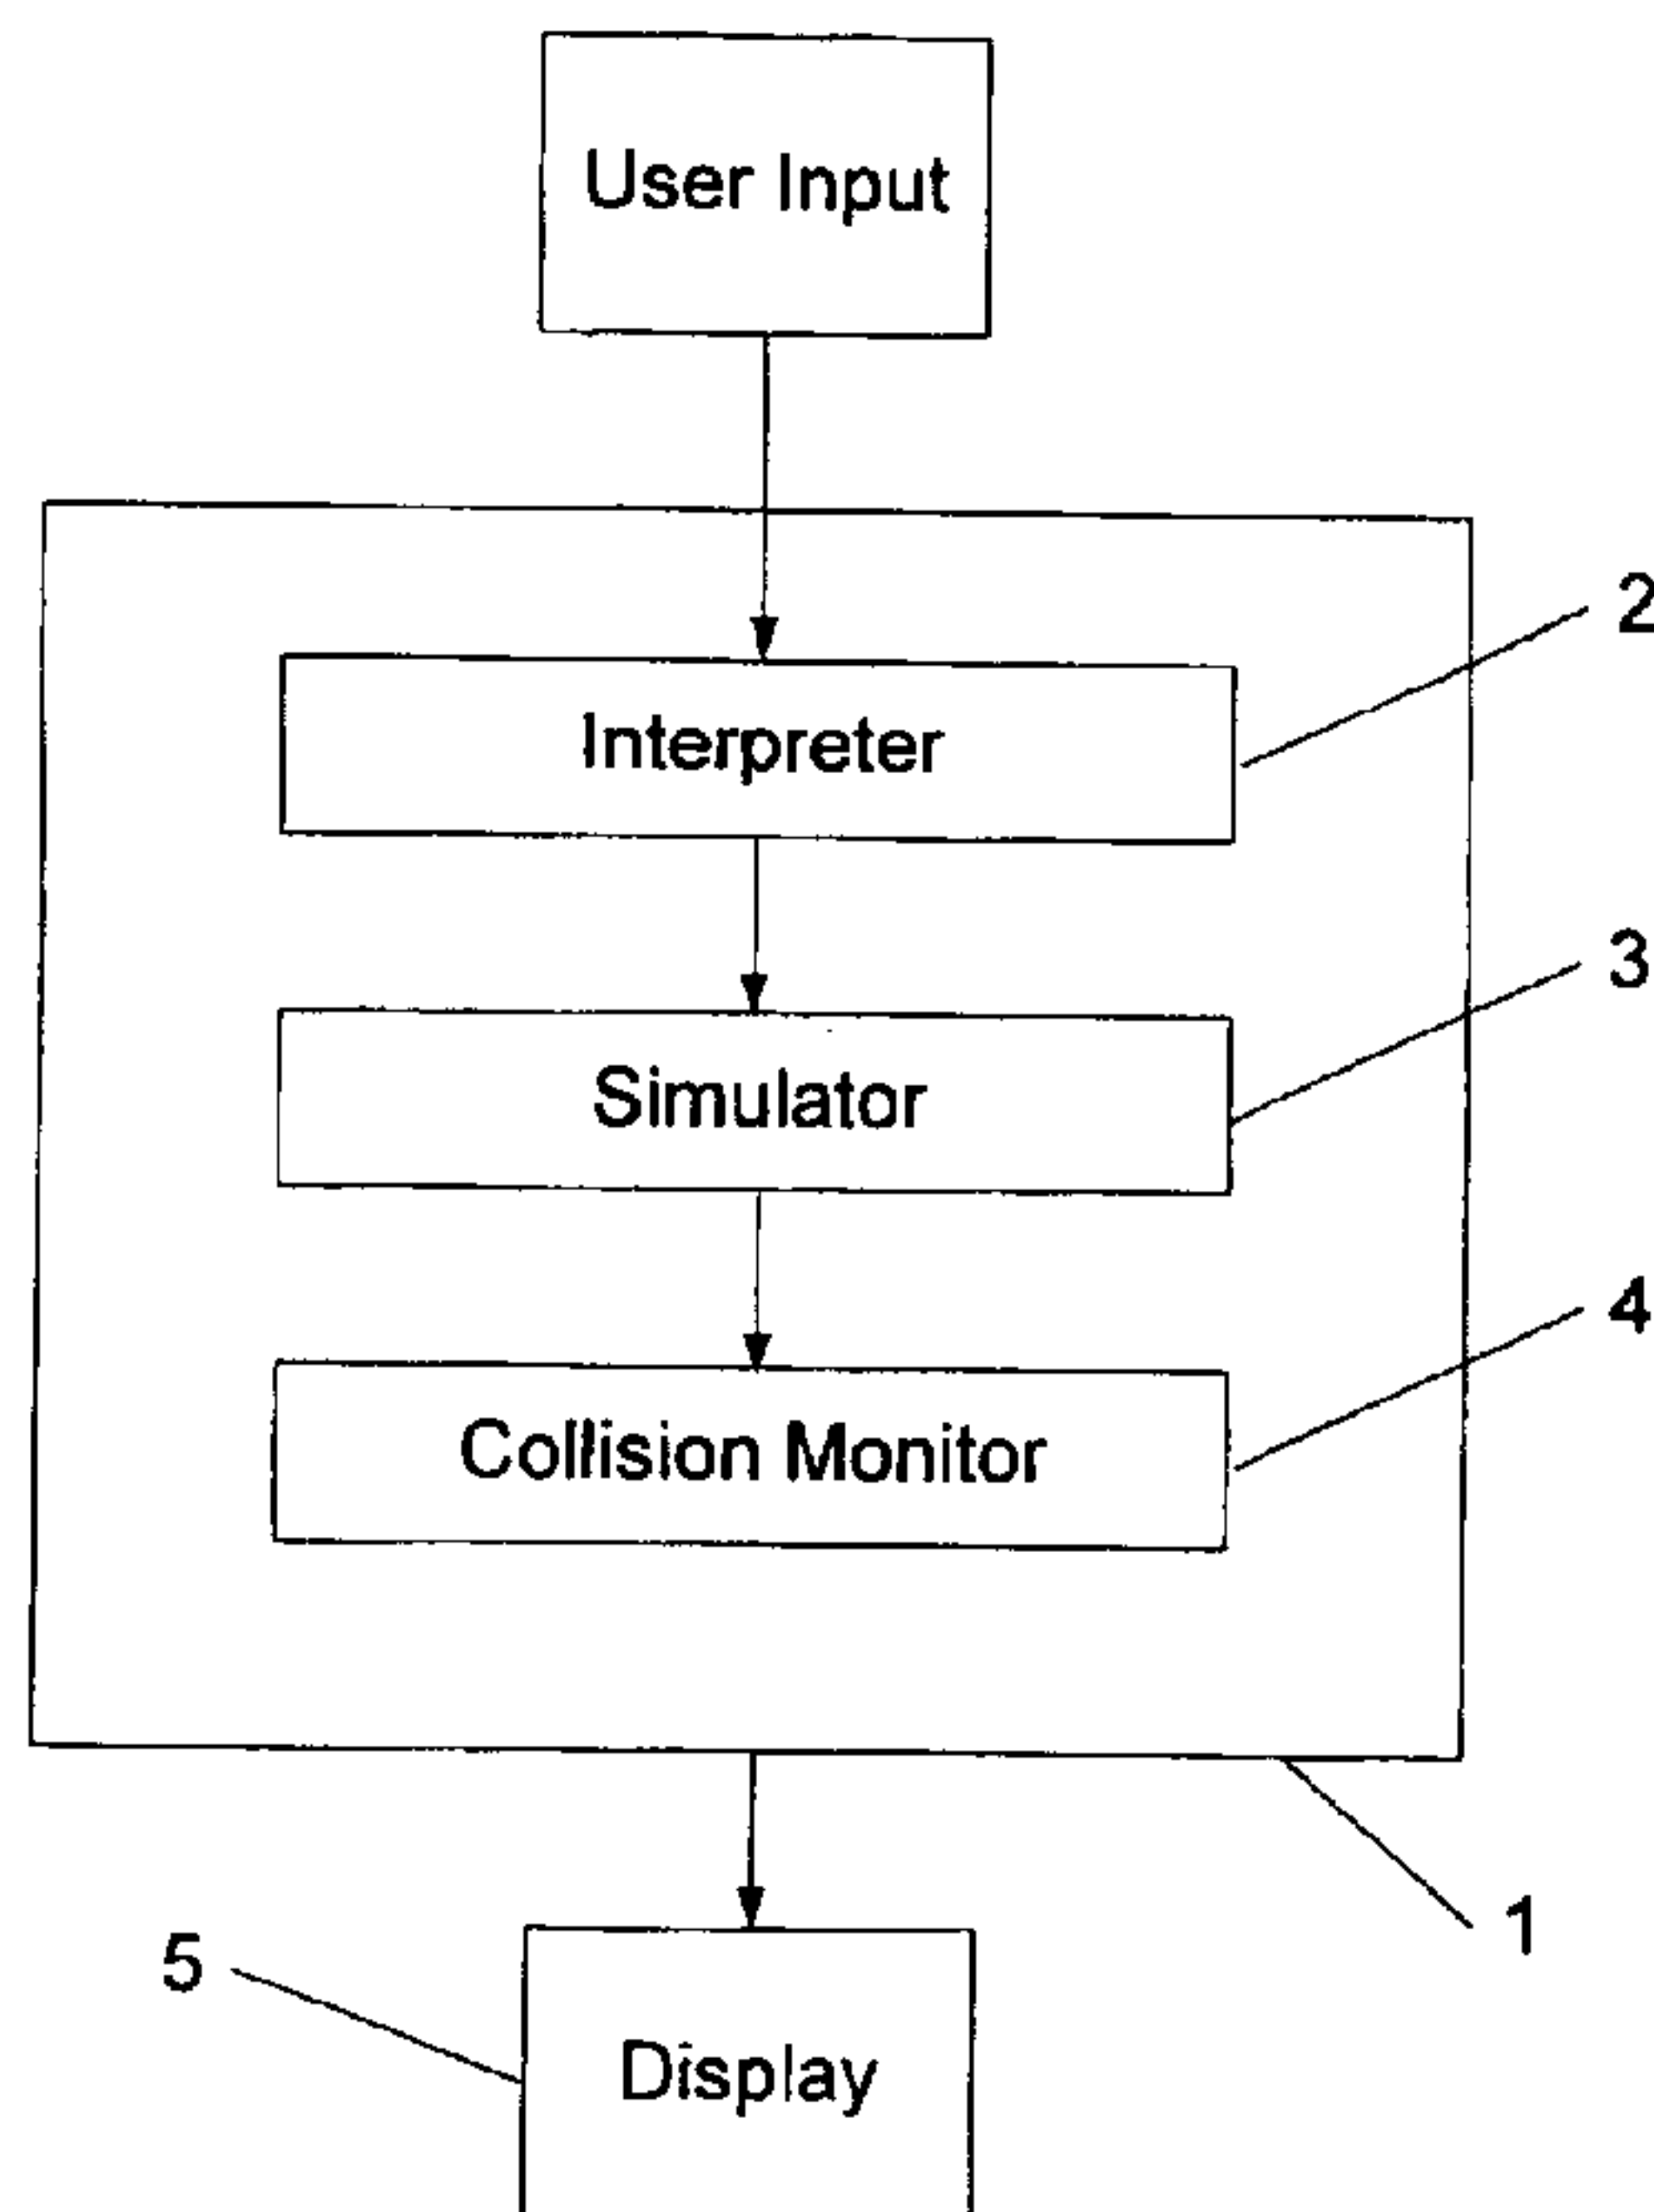 User Input
2
Interpreter
3
Simulator
4
Collision Monitor
1
5
Display